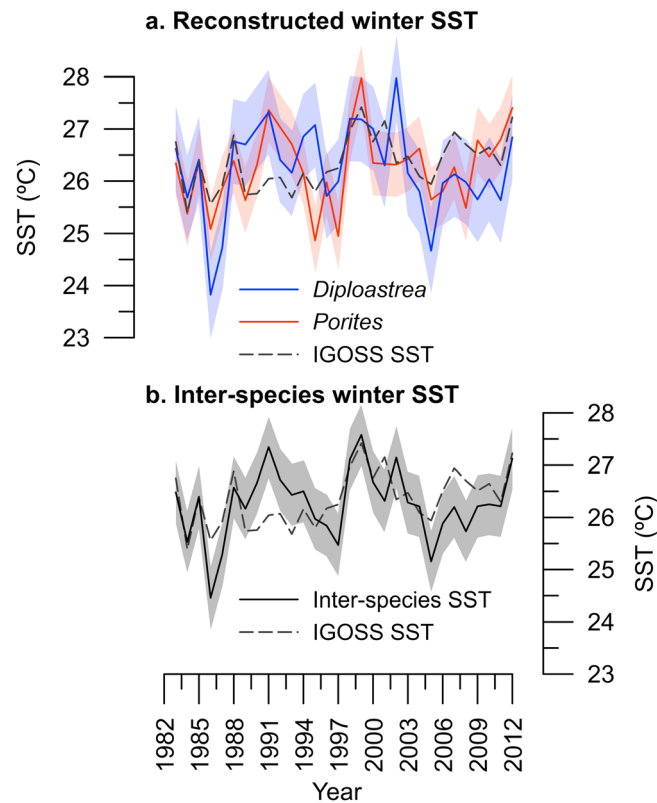 a. Reconstructed winter SST
28
27
26
25
24
23
SST (ºC)
Diploastrea
Porites
IGOSS SST
b. Inter-species winter SST
28
27
26
25
24
23
SST (ºC)
Inter-species SST
IGOSS SST
1982
1985
1988
1991
1994
1997
2000
2003
2006
2009
2012
Year